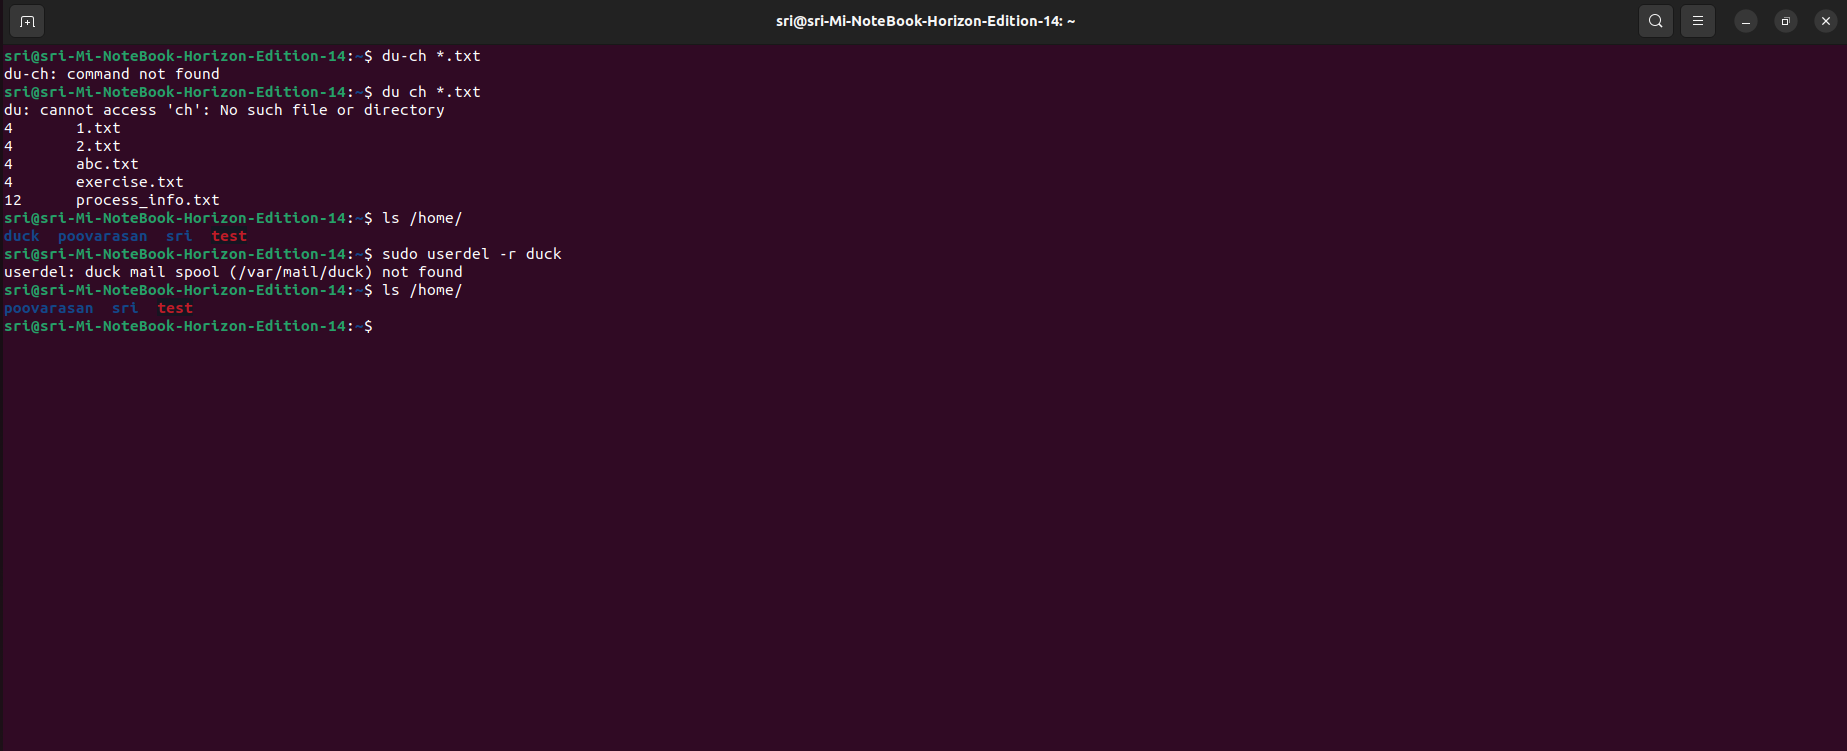 sri@sri-Mi-NoteBook-Horizon-Edition-14: ~
sri@sri-Mi-NoteBook-Horizon-Edition-14:~$ du-ch *.txt
du-ch: command not found
sri@sri-Mi-NoteBook-Horizon-Edition-14:~$ du ch *.txt
du: cannot access 'ch': No such file or directory
4       1.txt
4       2.txt
4       abc.txt
4       exercise.txt
12      process_info.txt
sri@sri-Mi-NoteBook-Horizon-Edition-14:~$ ls /home/
duck  poovarasan  sri  test
sri@sri-Mi-NoteBook-Horizon-Edition-14:~$ sudo userdel -r duck
userdel: duck mail spool (/var/mail/duck) not found
sri@sri-Mi-NoteBook-Horizon-Edition-14:~$ ls /home/
poovarasan  sri  test
sri@sri-Mi-NoteBook-Horizon-Edition-14:~$